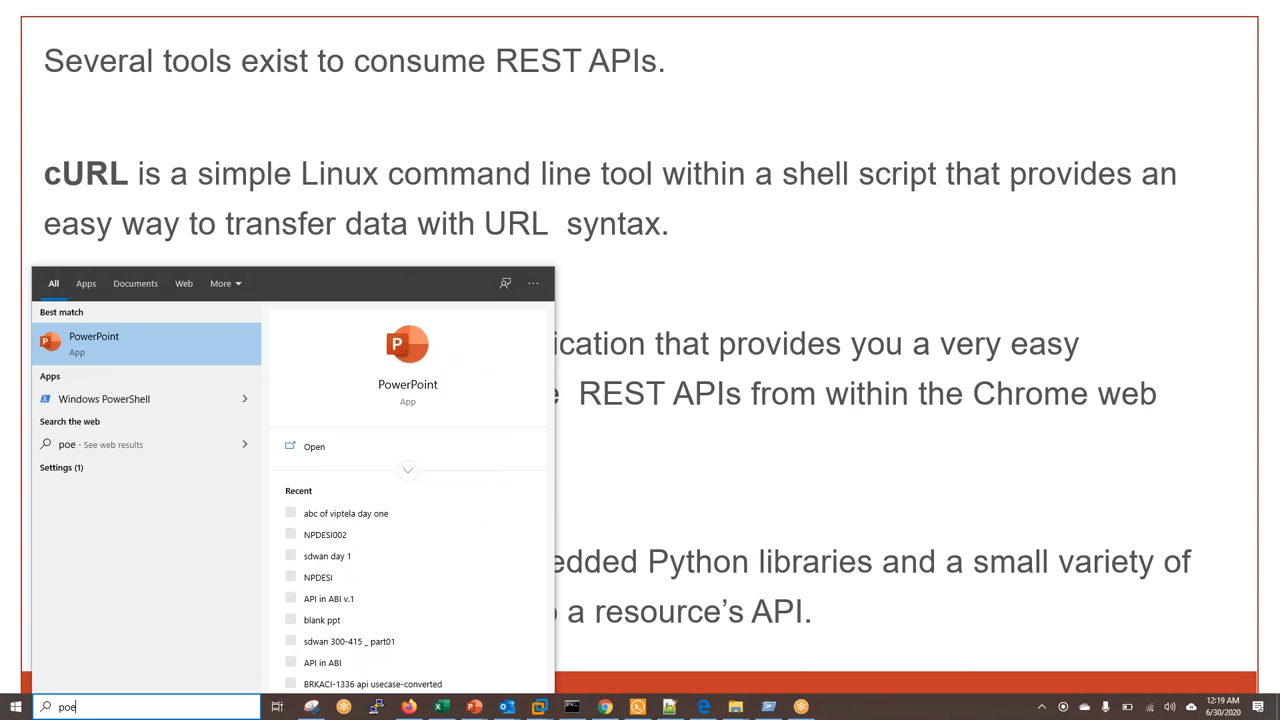 Several tools exist to consume REST APIs.
cURL is a simple Linux command line tool within a shell script that provides an
easy way to transfer data with URL syntax.
ication that provides you a very easy
REST APIs from within the Chrome web
edded Python libraries and a small variety of
a resource's API.
All Apps Documents Web More
Best match
PowerPoint
App
Apps
Windows PowerShell
Search the web
poe - See web results
Settings (1)
P
PowerPoint
App
Open
Recent
abc of viptela day one
NPDESI002
sdwan day 1
NPDESI
API in ABI v.1
blank ppt
sdwan 300-415 _ part01
API in ABI
BRKACI-1336 api usecase-converted
poe
12:19 AM
6/30/2020